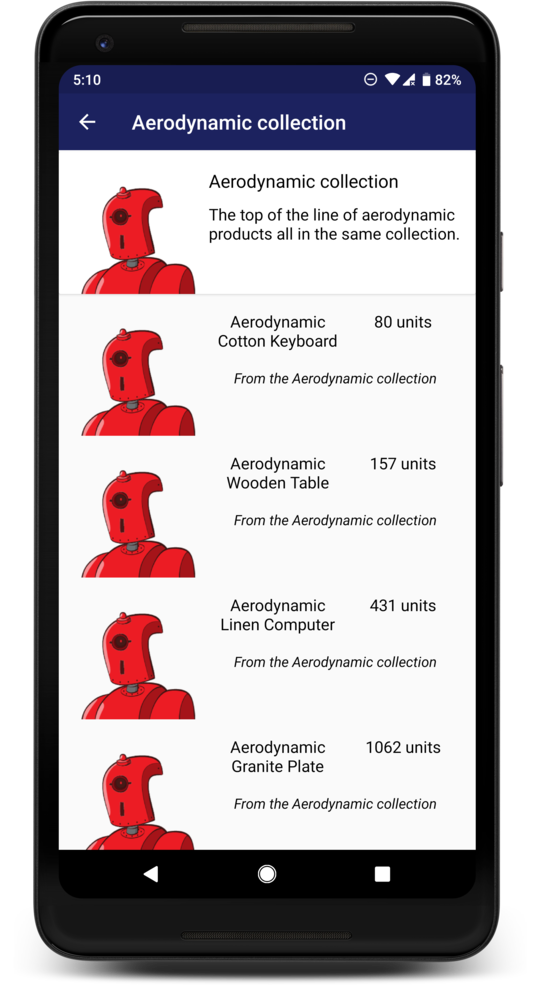 5:10
82%
Aerodynamic collection
Aerodynamic collection
The top of the line of aerodynamic
products all in the same collection.
Aerodynamic
Cotton Keyboard
80 units
From the Aerodynamic collection
Aerodynamic
Wooden Table
157 units
From the Aerodynamic collection
Aerodynamic
Linen Computer
431 units
From the Aerodynamic collection
Aerodynamic
Granite Plate
1062 units
From the Aerodynamic collection